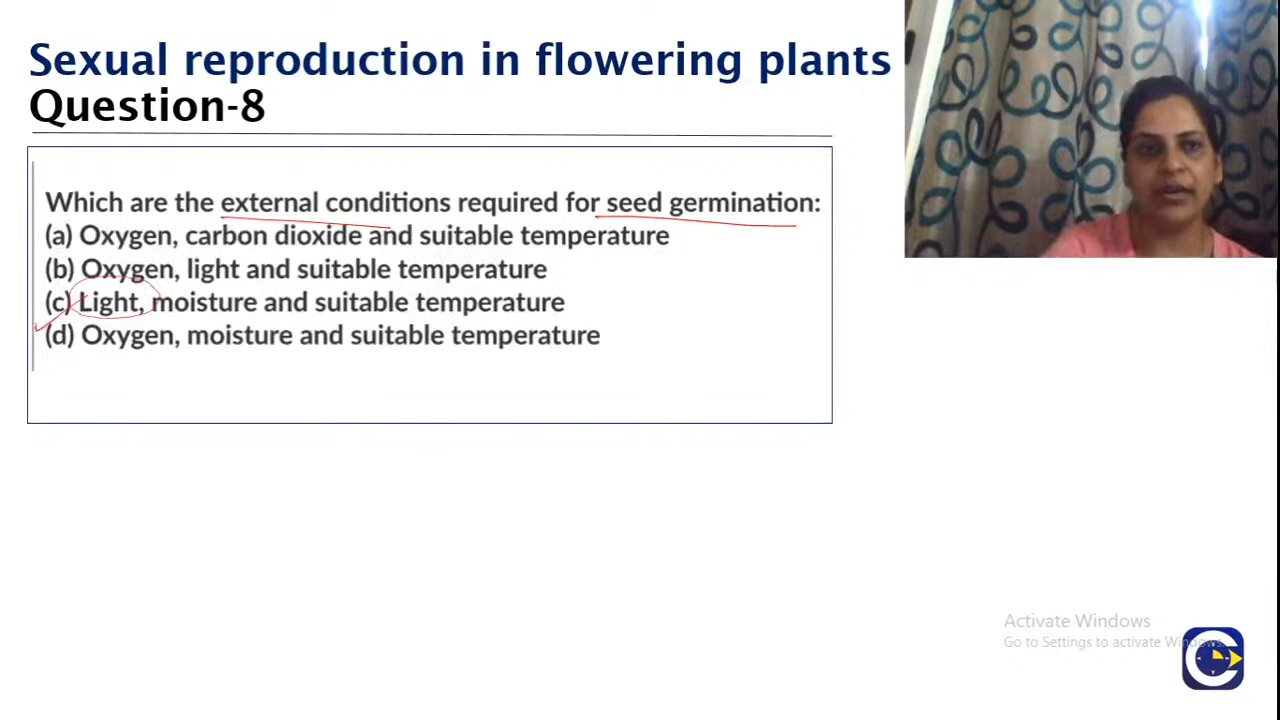 Sexual reproduction in flowering plants
Question-8
Which are the external conditions required for seed germination:
(a) Oxygen, carbon dioxide and suitable temperature
(b) Oxygen, light and suitable temperature
(c) Light, moisture and suitable temperature
(d) Oxygen, moisture and suitable temperature
Activate Windows
Go to Settings to activate Windows.